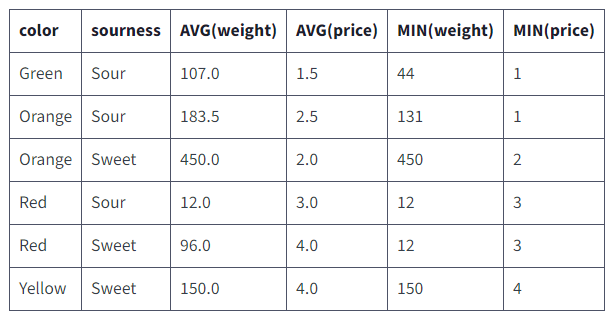 color sourness AVG(weight) AVG(price) MIN(weight) MIN(price)
Green Sour 107.0 1.5 44 1
Orange Sour 183.5 2.5 131 1
Orange Sweet 450.0 2.0 450 2
Red Sour 12.0 3.0 12 3
Red Sweet 96.0 4.0 12 3
Yellow Sweet 150.0 4.0 150 4